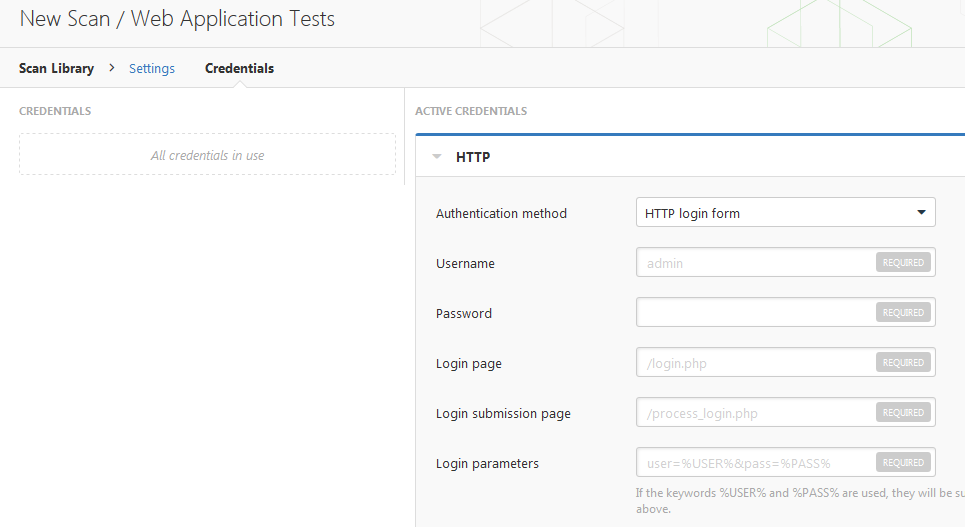 New Scan / Web Application Tests
Scan Library > Settings Credentials
CREDENTIALS
All credentials in use
ACTIVE CREDENTIALS
HTTP
Authentication method HTTP login form
Username admin REQUIRED
Password REQUIRED
Login page /login.php REQUIRED
Login submission page /process_login.php REQUIRED
Login parameters user=%USER%&pass=%PASS% REQUIRED
If the keywords %USER% and %PASS% are used, they will be su
above.